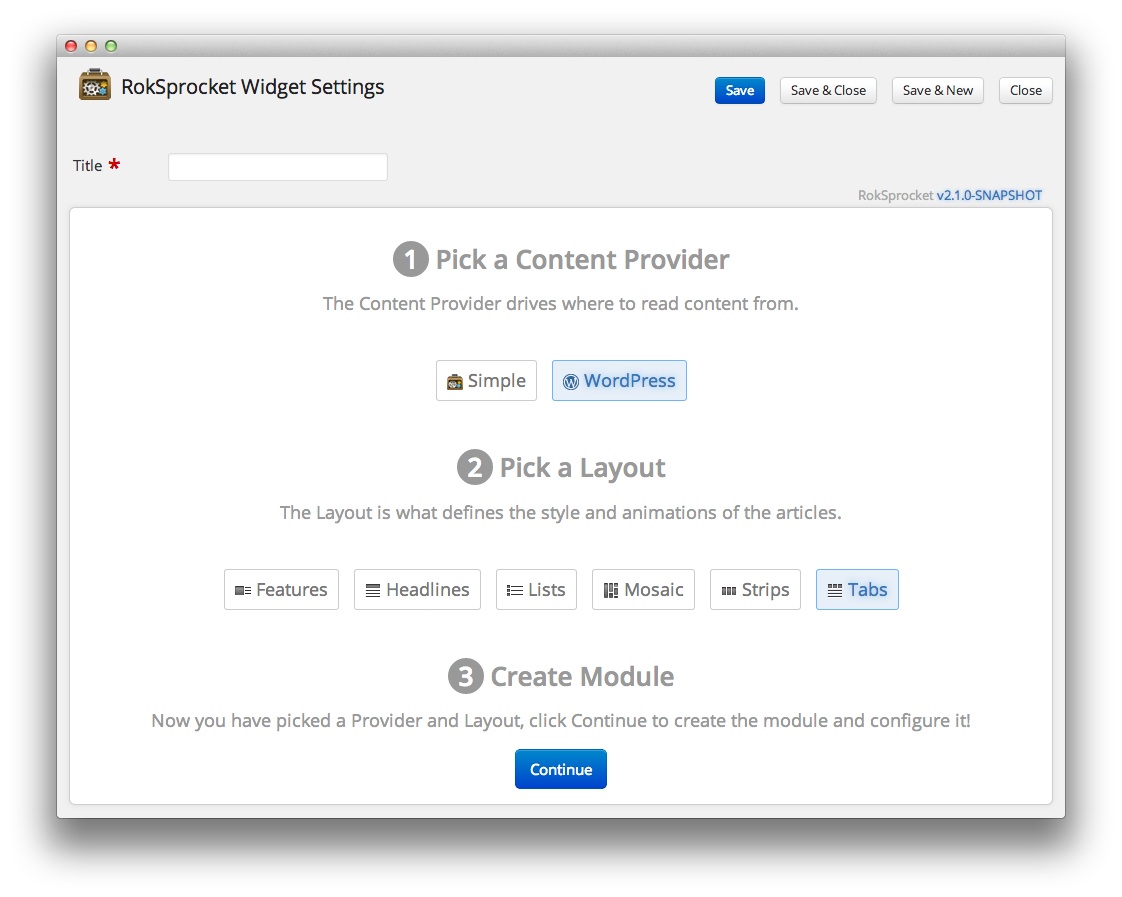 RokSprocket Widget Settings
Save
Save & Close
Save & New
Close
Title *
RokSprocket v2.1.0-SNAPSHOT
1 Pick a Content Provider
The Content Provider drives where to read content from.
Simple
WordPress
2 Pick a Layout
The Layout is what defines the style and animations of the articles.
Features
Headlines
Lists
Mosaic
Strips
Tabs
3 Create Module
Now you have picked a Provider and Layout, click Continue to create the module and configure it!
Continue